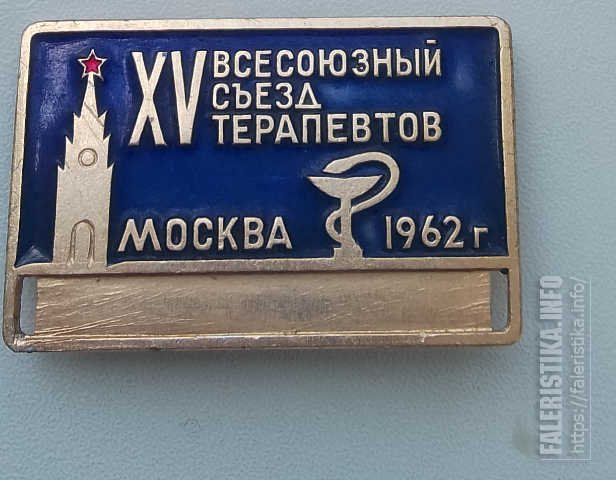 XV ВСЕСОЮЗНЫЙ
СЪЕЗД
ТЕРАПЕВТОВ
МОСКВА 1962 г
FALERISTIKA.INFO
https://faleristika.info/